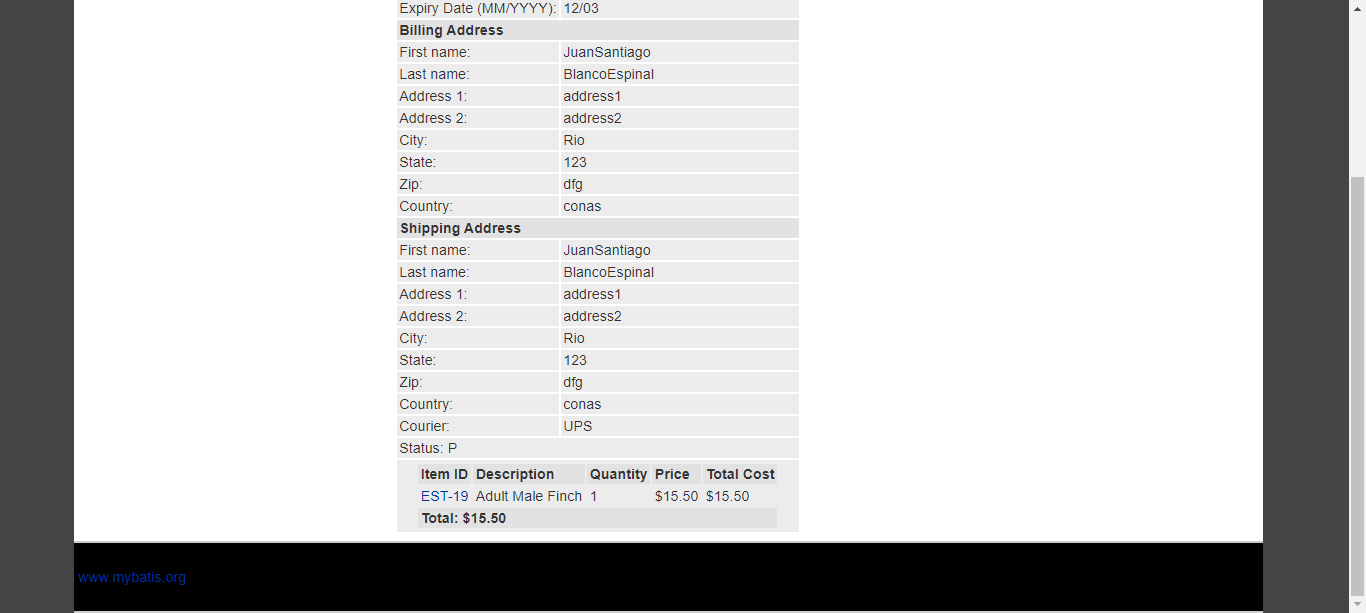 Expiry Date (MM/YYYY): 12/03
Billing Address
First name: JuanSantiago
Last name: BlancoEspinal
Address 1: address1
Address 2: address2
City: Rio
State: 123
Zip: dfg
Country: conas
Shipping Address
First name: JuanSantiago
Last name: BlancoEspinal
Address 1: address1
Address 2: address2
City: Rio
State: 123
Zip: dfg
Country: conas
Courier: UPS
Status: P
Item ID Description Quantity Price Total Cost
EST-19 Adult Male Finch 1 $15.50 $15.50
Total: $15.50
www.mybatis.org